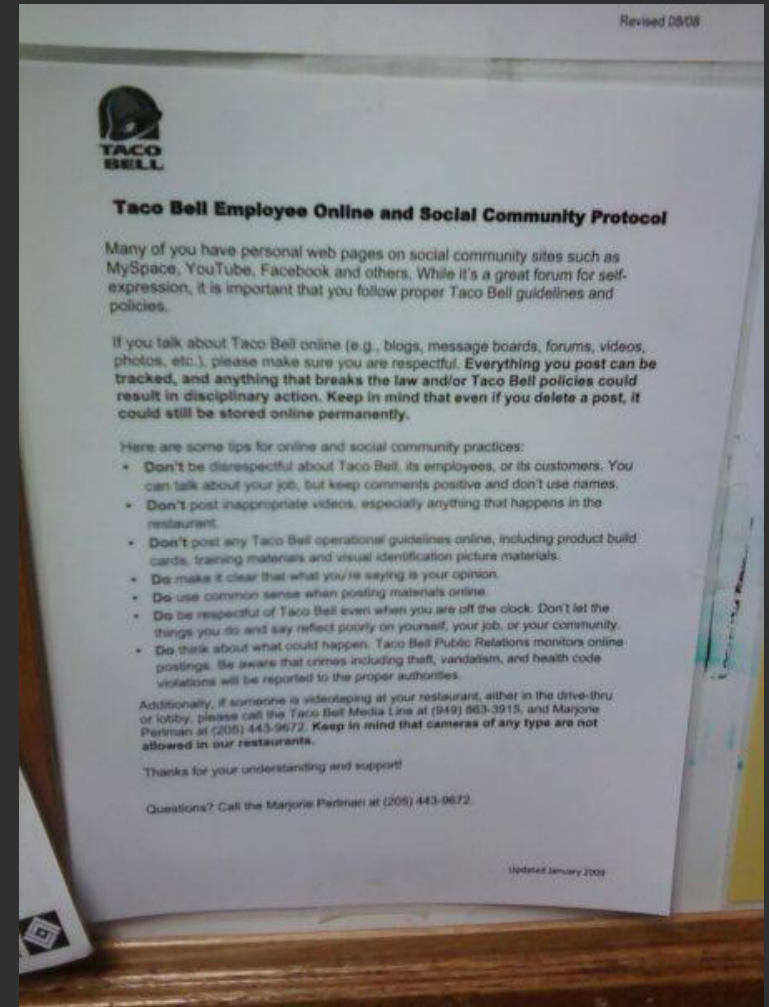 Revised 08/08
TACO
BELL
Taco Bell Employee Online and Social Community Protocol
Many of you have personal web pages on social community sites such as
MySpace, YouTube, Facebook and others. While it's a great forum for self-
expression, it is important that you follow proper Taco Bell guidelines and
policies.
If you talk about Taco Bell online (e.g., blogs, message boards, forums, videos,
photos, etc.), please make sure you are respectful. Everything you post can be
tracked, and anything that breaks the law and/or Taco Bell policies could
result in disciplinary action. Keep in mind that even if you delete a post, it
could still be stored online permanently.
Here are some tips for online and social community practices:
• Don't be disrespectful about Taco Bell, its employees, or its customers. You
can talk about your job, but keep comments positive and don't use names.
• Don't post inappropriate videos, especially anything that happens in the
restaurant.
• Don't post any Taco Bell operational guidelines online, including product build
cards, training materials and visual identification picture materials.
• Do make it clear that what you're saying is your opinion.
• Do use common sense when posting materials online.
• Do be respectful of Taco Bell even when you are off the clock. Don't let the
things you do and say reflect poorly on yourself, your job, or your community.
• Do think about what could happen. Taco Bell Public Relations monitors online
postings. Be aware that crimes including theft, vandalism, and health code
violations will be reported to the proper authorities.
Additionally, if someone is videotaping at your restaurant, either in the drive-thru
or lobby, please call the Taco Bell Media Line at (949) 863-3915, and Marjorie
Perlman at (205) 443-9672. Keep in mind that cameras of any type are not
allowed in our restaurants.
Thanks for your understanding and support!
Questions? Call the Marjorie Perlman at (205) 443-9672.
Updated January 2009